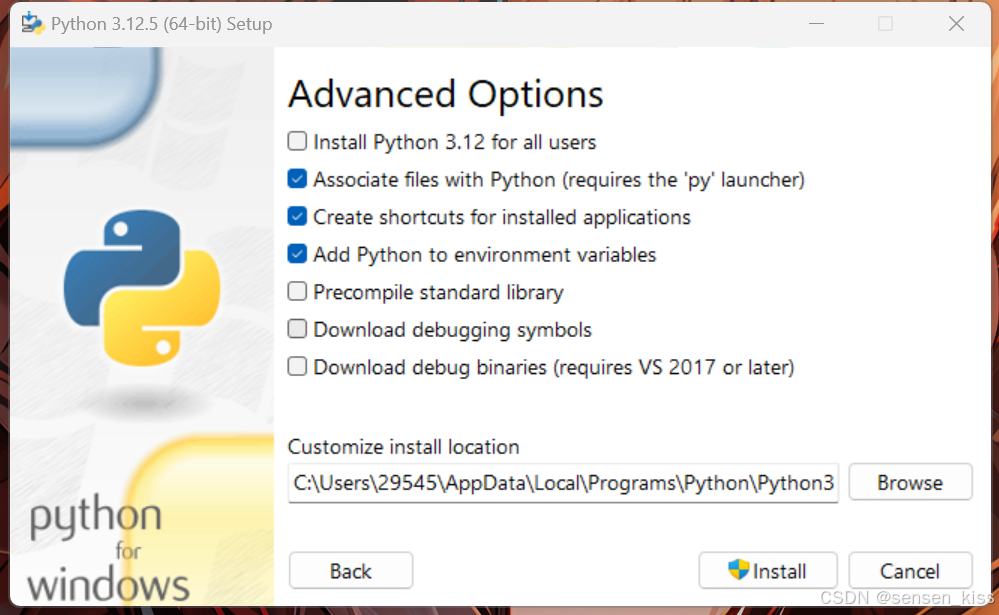 Python 3.12.5 (64-bit) Setup
Advanced Options
Install Python 3.12 for all users
Associate files with Python (requires the 'py' launcher)
Create shortcuts for installed applications
Add Python to environment variables
Precompile standard library
Download debugging symbols
Download debug binaries (requires VS 2017 or later)
Customize install location
C:\Users\29545\AppData\Local\Programs\Python\Python3
Browse
python
for
windows
Back
Install
Cancel
CSDN @sensen_kiss